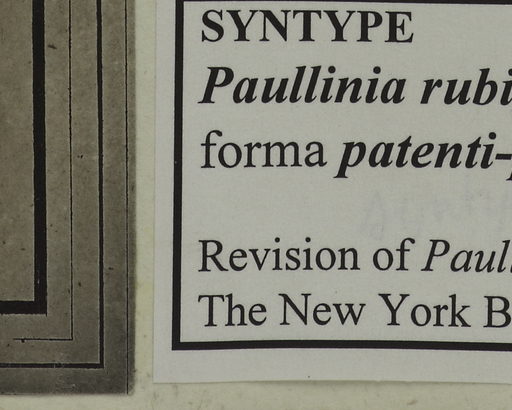 SYNTYPE
Paullinia rubi
forma patenti-
Revision of Paul
The New York B